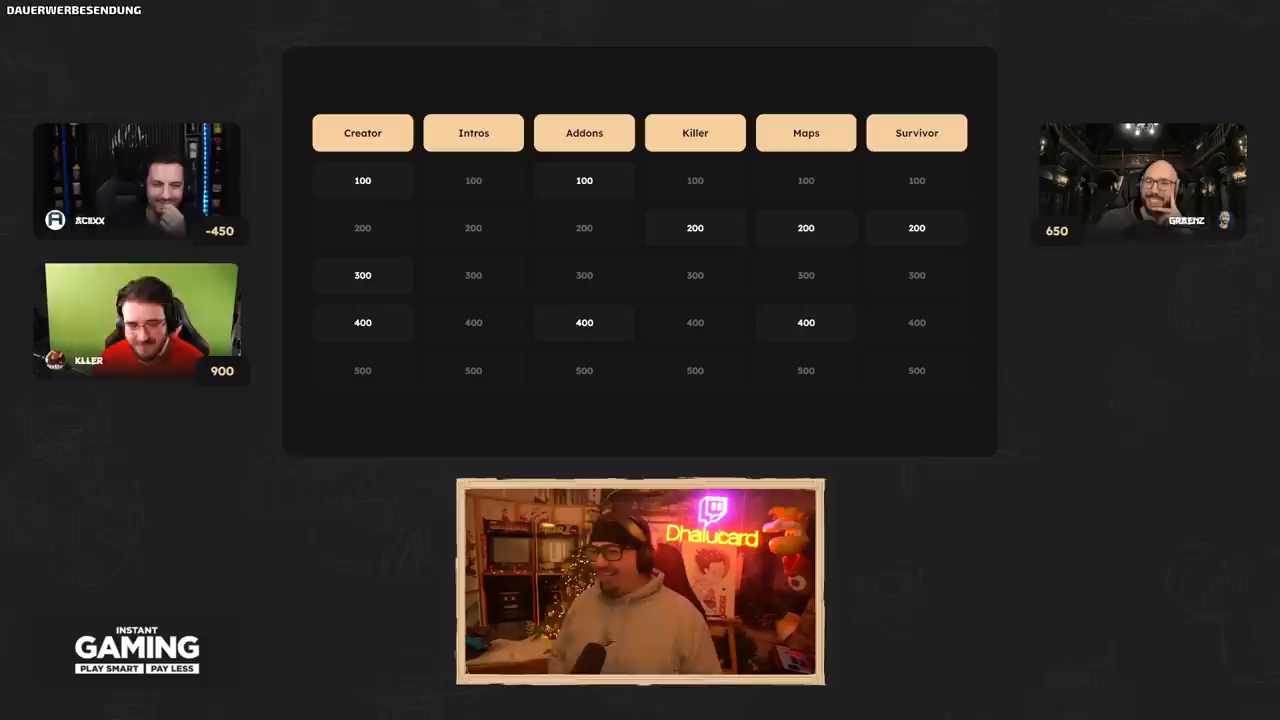 DAUERWERBESENDUNG
Creator Intros Addons Killer Maps Survivor
100 100 100 100 100 100
200 200 200 200 200 200
300 300 300 300 300 300
400 400 400 400 400 400
500 500 500 500 500 500
ACIIXX
-450
KLLER
900
GRAENZ
650
Dhalucard
INSTANT
GAMING
PLAY SMART PAY LESS